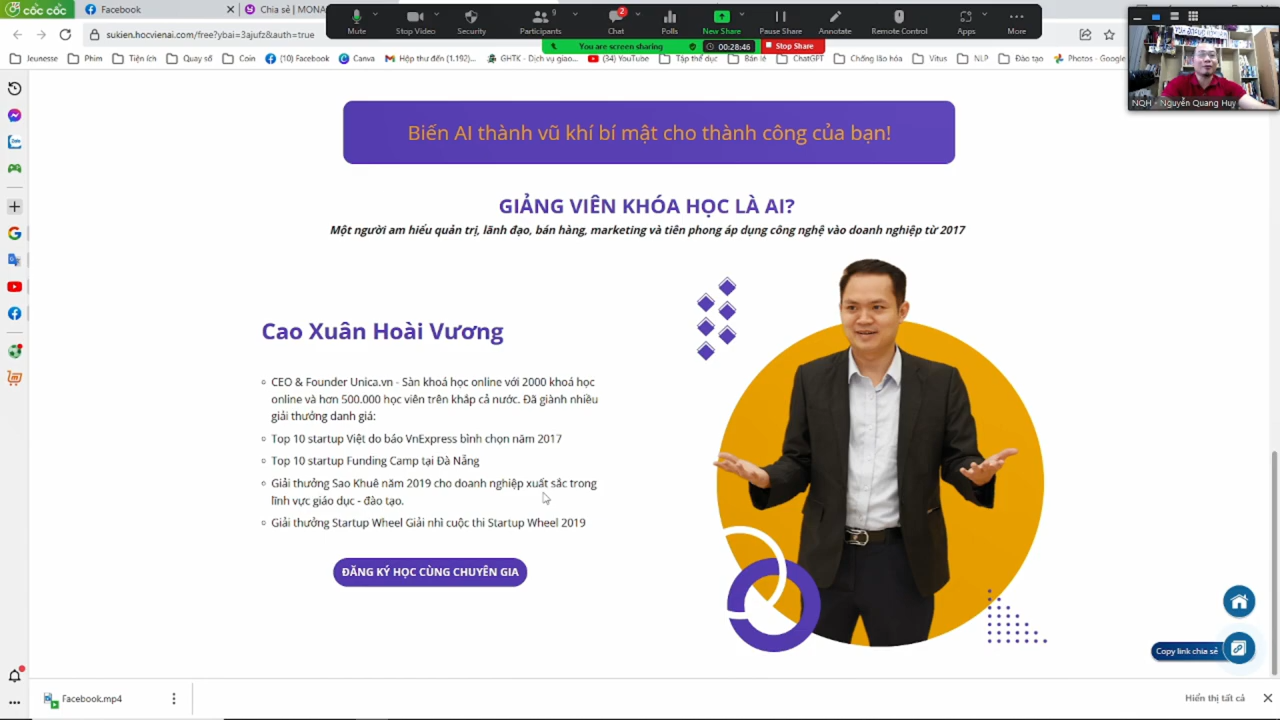 cốc cốc
Facebook
Chia sẻ | MONA
sukien.hocvienai.com/free?ybai=3ajufz&auth=true
Mute
Stop Video
Security
9
Participants
2
Chat
Polls
New Share
Pause Share
Annotate
Remote Control
Apps
More
You are screen sharing
00:28:46
Stop Share
Jeunesse
Phim
Tiện ích
Quay số
Coin
(10) Facebook
Canva
Hộp thư đến (1.192)...
GHTK - Dịch vụ giao...
(34) YouTube
Tập thể dục
Bán lẻ
ChatGPT
Chống lão hóa
Vitus
NLP
Đào tạo
Photos - Google
NQH - Nguyễn Quang Huy
Biến AI thành vũ khí bí mật cho thành công của bạn!
GIẢNG VIÊN KHÓA HỌC LÀ AI?
Một người am hiểu quản trị, lãnh đạo, bán hàng, marketing và tiên phong áp dụng công nghệ vào doanh nghiệp từ 2017
Cao Xuân Hoài Vương
CEO & Founder Unica.vn - Sàn khoá học online với 2000 khoá học
online và hơn 500.000 học viên trên khắp cả nước. Đã giành nhiều
giải thưởng danh giá:
Top 10 startup Việt do báo VnExpress bình chọn năm 2017
Top 10 startup Funding Camp tại Đà Nẵng
Giải thưởng Sao Khuê năm 2019 cho doanh nghiệp xuất sắc trong
lĩnh vực giáo dục - đào tạo.
Giải thưởng Startup Wheel Giải nhì cuộc thi Startup Wheel 2019
ĐĂNG KÝ HỌC CÙNG CHUYÊN GIA
Copy link chia sẻ
Facebook.mp4
Hiển thị tất cả